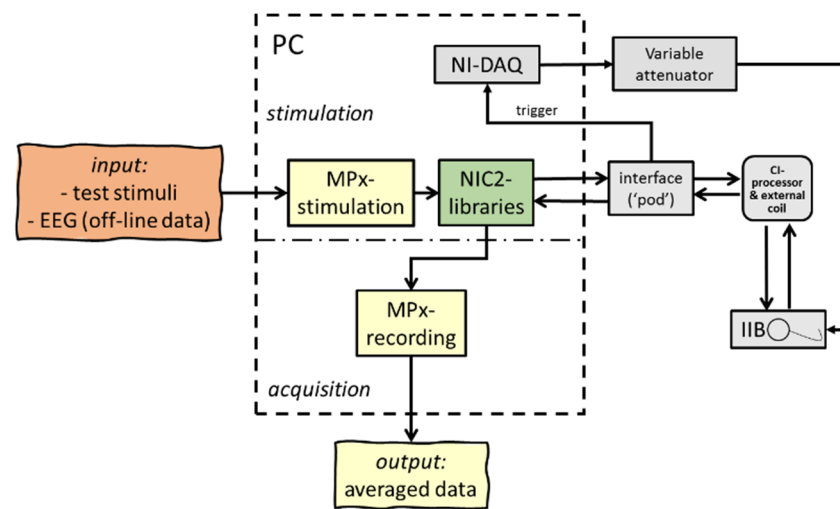 PC
NI-DAQ
Variable
attenuator
trigger
stimulation
input:
- test stimuli
- EEG (off-line data)
MPx-
stimulation
NIC2-
libraries
interface
('pod')
CI-
processor
& external
coil
MPx-
recording
IIB
acquisition
output:
averaged data